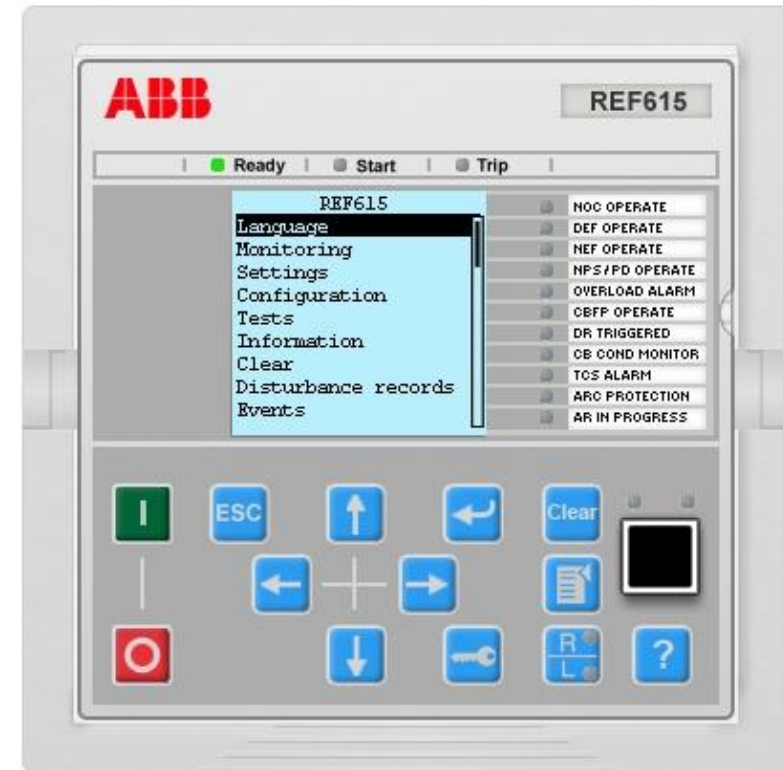 ABB
REF615
Ready
Start
Trip
REF615
Language
Monitoring
Settings
Configuration
Tests
Information
Clear
Disturbance records
Events
NOC OPERATE
DEF OPERATE
NEF OPERATE
NPS/PD OPERATE
OVERLOAD ALARM
CBFP OPERATE
DR TRIGGERED
CB COND MONITOR
TCS ALARM
ARC PROTECTION
AR IN PROGRESS
I
ESC
Clear
O
R
L
?